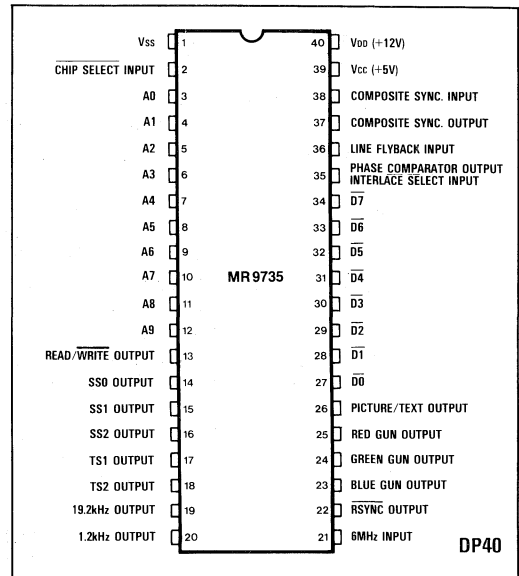 Vss 1 40 VDD (+12V)
CHIP SELECT INPUT 2 39 Vcc (+5V)
A0 3 38 COMPOSITE SYNC. INPUT
A1 4 37 COMPOSITE SYNC. OUTPUT
A2 5 36 LINE FLYBACK INPUT
A3 6 35 PHASE COMPARATOR OUTPUT
INTERLACE SELECT INPUT
A4 7 34 D7
A5 8 33 D6
A6 9 32 D5
A7 10 MR 9735 31 D4
A8 11 30 D3
A9 12 29 D2
READ/WRITE OUTPUT 13 28 D1
SS0 OUTPUT 14 27 D0
SS1 OUTPUT 15 26 PICTURE/TEXT OUTPUT
SS2 OUTPUT 16 25 RED GUN OUTPUT
TS1 OUTPUT 17 24 GREEN GUN OUTPUT
TS2 OUTPUT 18 23 BLUE GUN OUTPUT
19.2kHz OUTPUT 19 22 RSYNC OUTPUT
1.2kHz OUTPUT 20 21 6MHz INPUT
DP40